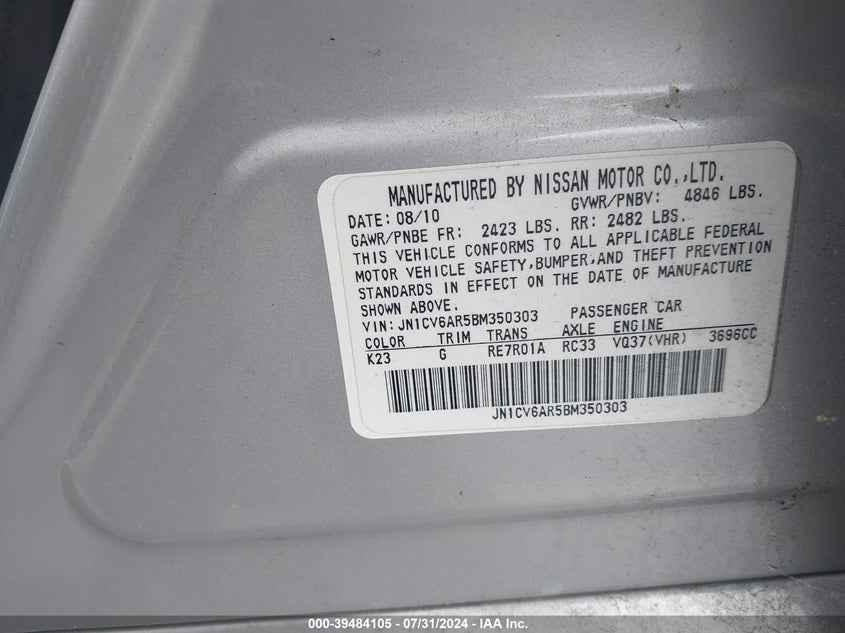 MANUFACTURED BY NISSAN MOTOR CO.,LTD.
DATE: 08/10 GVWR/PNBV: 4846 LBS.
GAWR/PNBE FR: 2423 LBS. RR: 2482 LBS.
THIS VEHICLE CONFORMS TO ALL APPLICABLE FEDERAL
MOTOR VEHICLE SAFETY,BUMPER,AND THEFT PREVENTION
STANDARDS IN EFFECT ON THE DATE OF MANUFACTURE
SHOWN ABOVE.
VIN:JN1CV6AR5BM350303 PASSENGER CAR
COLOR TRIM TRANS AXLE ENGINE
K23 G RE7R01A RC33 VQ37(VHR) 3696CC
JN1CV6AR5BM350303
000-39484105 - 07/31/2024 - IAAI.com